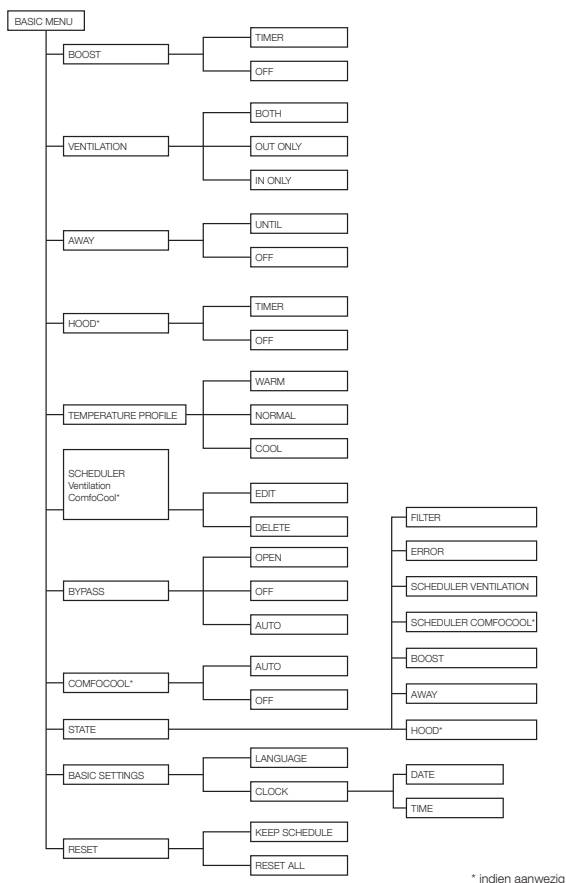 BASIC MENU
BOOST
TIMER
OFF
VENTILATION
BOTH
OUT ONLY
IN ONLY
AWAY
UNTIL
OFF
HOOD*
TIMER
OFF
TEMPERATURE PROFILE
WARM
NORMAL
COOL
SCHEDULER
Ventilation
ComfoCool*
EDIT
DELETE
BYPASS
OPEN
OFF
AUTO
COMFOCOOL*
AUTO
OFF
STATE
FILTER
ERROR
SCHEDULER VENTILATION
SCHEDULER COMFOCOOL*
BOOST
AWAY
HOOD*
BASIC SETTINGS
LANGUAGE
CLOCK
DATE
TIME
RESET
KEEP SCHEDULE
RESET ALL
* indien aanwezig